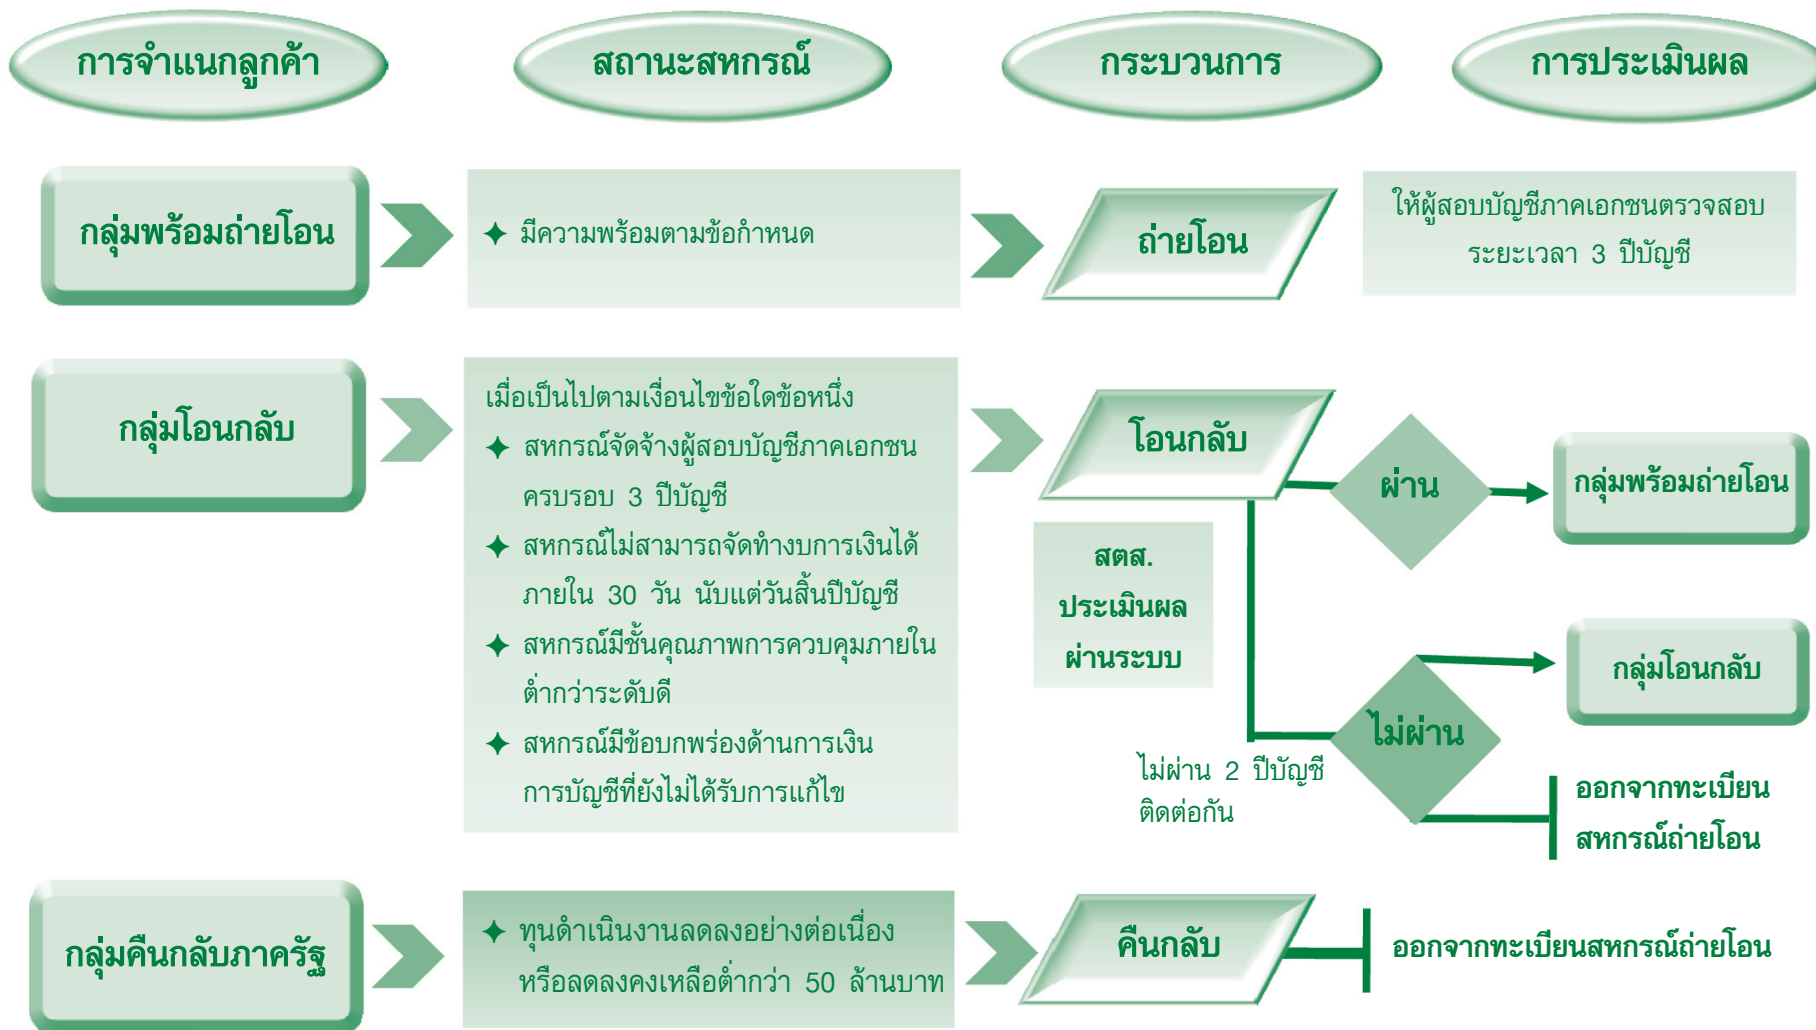 การจำแนกลูกค้า
สถานะสหกรณ์
กระบวนการ
การประเมินผล
กลุ่มพร้อมถ่ายโอน
✦ มีความพร้อมตามข้อกำหนด
ถ่ายโอน
ให้ผู้สอบบัญชีภาคเอกชนตรวจสอบ
ระยะเวลา 3 ปีบัญชี
กลุ่มโอนกลับ
เมื่อเป็นไปตามเงื่อนไขข้อใดข้อหนึ่ง
✦ สหกรณ์จัดจ้างผู้สอบบัญชีภาคเอกชน
ครบรอบ 3 ปีบัญชี
✦ สหกรณ์ไม่สามารถจัดทำงบการเงินได้
ภายใน 30 วัน นับแต่วันสิ้นปีบัญชี
✦ สหกรณ์มีชั้นคุณภาพการควบคุมภายใน
ต่ำกว่าระดับดี
✦ สหกรณ์มีข้อบกพร่องด้านการเงิน
การบัญชีที่ยังไม่ได้รับการแก้ไข
โอนกลับ
สตส.
ประเมินผล
ผ่านระบบ
ผ่าน
กลุ่มพร้อมถ่ายโอน
ไม่ผ่าน
กลุ่มโอนกลับ
ไม่ผ่าน 2 ปีบัญชี
ติดต่อกัน
ออกจากทะเบียน
สหกรณ์ถ่ายโอน
กลุ่มคืนกลับภาครัฐ
✦ ทุนดำเนินงานลดลงอย่างต่อเนื่อง
หรือลดลงคงเหลือต่ำกว่า 50 ล้านบาท
คืนกลับ
ออกจากทะเบียนสหกรณ์ถ่ายโอน